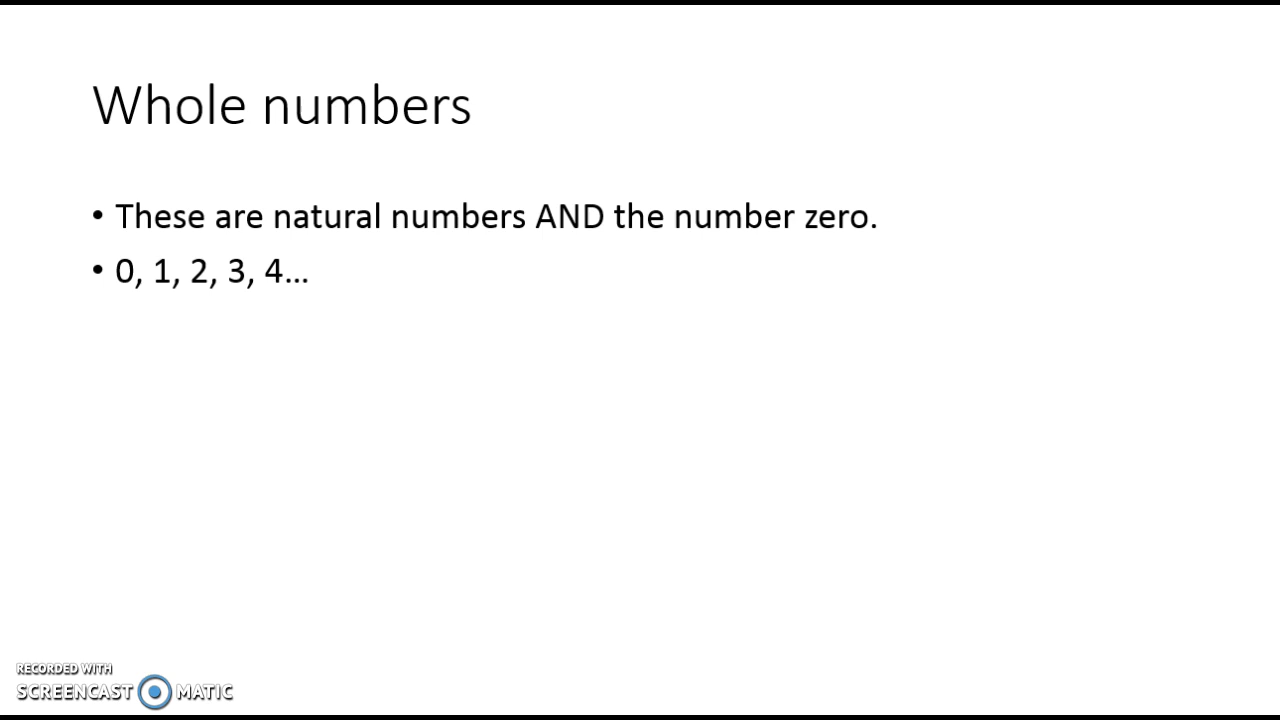 Whole numbers
• These are natural numbers AND the number zero.
• 0, 1, 2, 3, 4…
RECORDED WITH
SCREENCAST MATIC